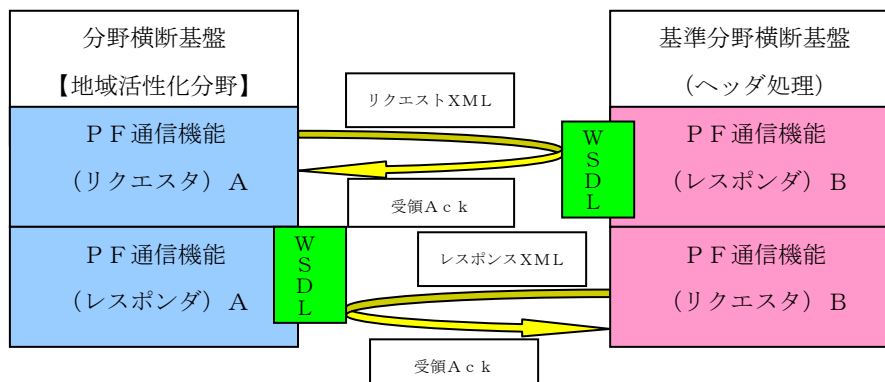 分野横断基盤
【地域活性化分野】
基準分野横断基盤
(ヘッダ処理)
リクエストXML
PF通信機能
(リクエスタ)A
WSDL
PF通信機能
(レスポンダ)B
受領Ack
PF通信機能
(レスポンダ)A
WSDL
レスポンスXML
PF通信機能
(リクエスタ)B
受領Ack